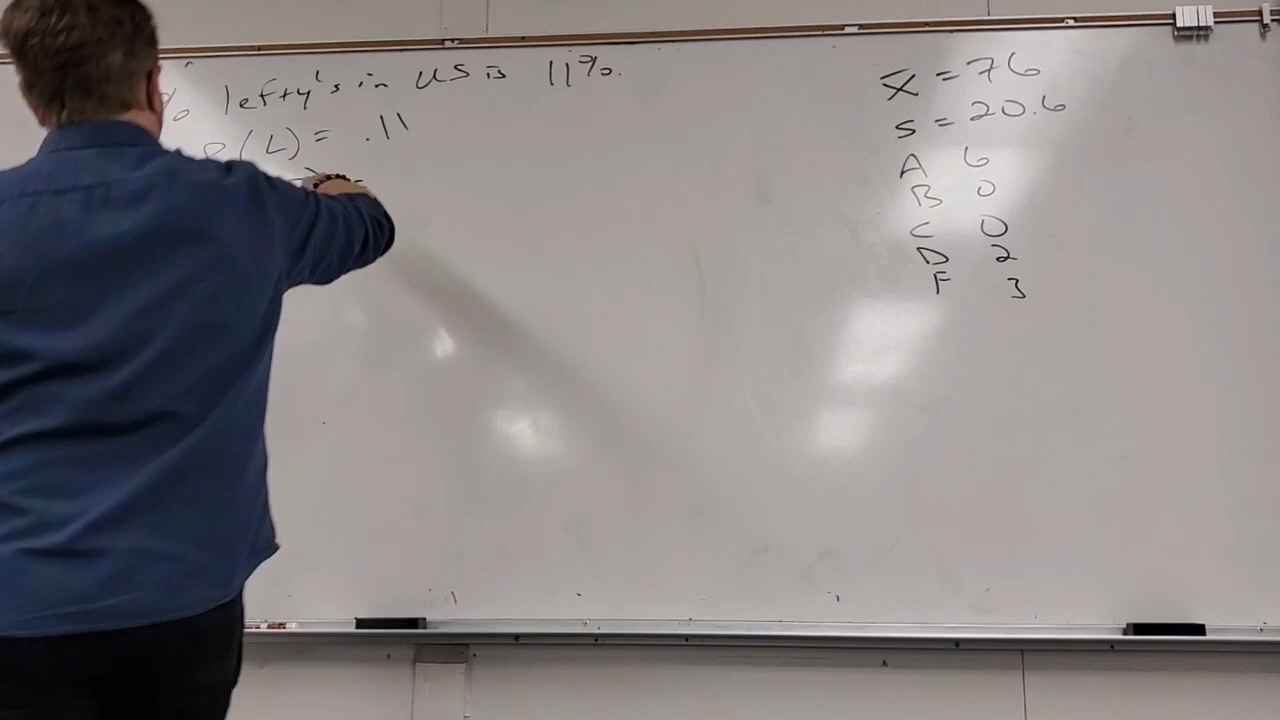 % lefty's in US is 11%.
P(L) = .11
x̄ = 76
s = 20.6
A 6
B 0
C 0
D 2
F 3